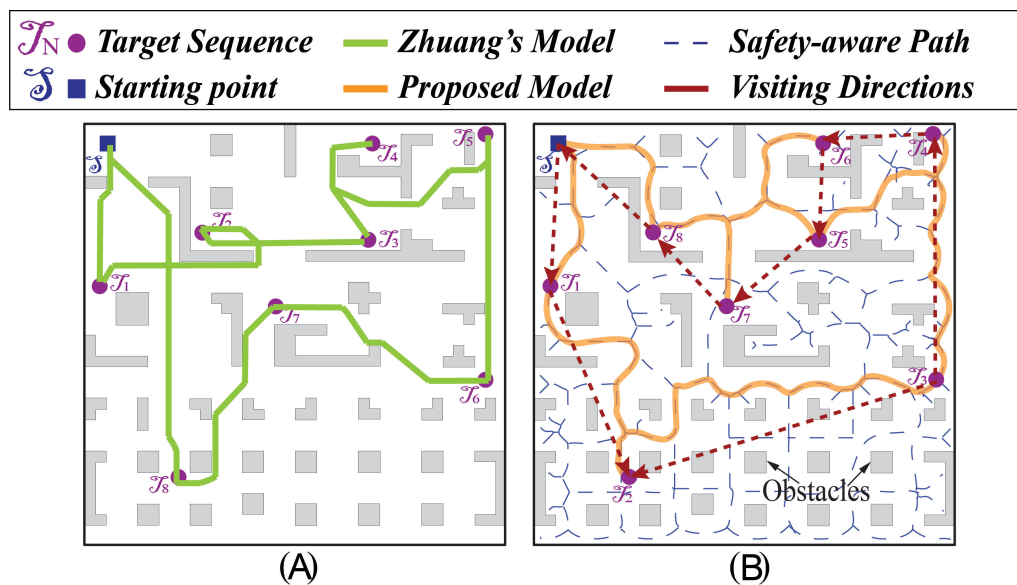 𝒯N Target Sequence Zhuang's Model Safety-aware Path
𝒮 Starting point Proposed Model Visiting Directions
𝒮
𝒯1
𝒯2
𝒯3
𝒯4
𝒯5
𝒯6
𝒯7
𝒯8
(A)
𝒮
𝒯1
𝒯2
𝒯3
𝒯4
𝒯5
𝒯6
𝒯7
𝒯8
Obstacles
(B)